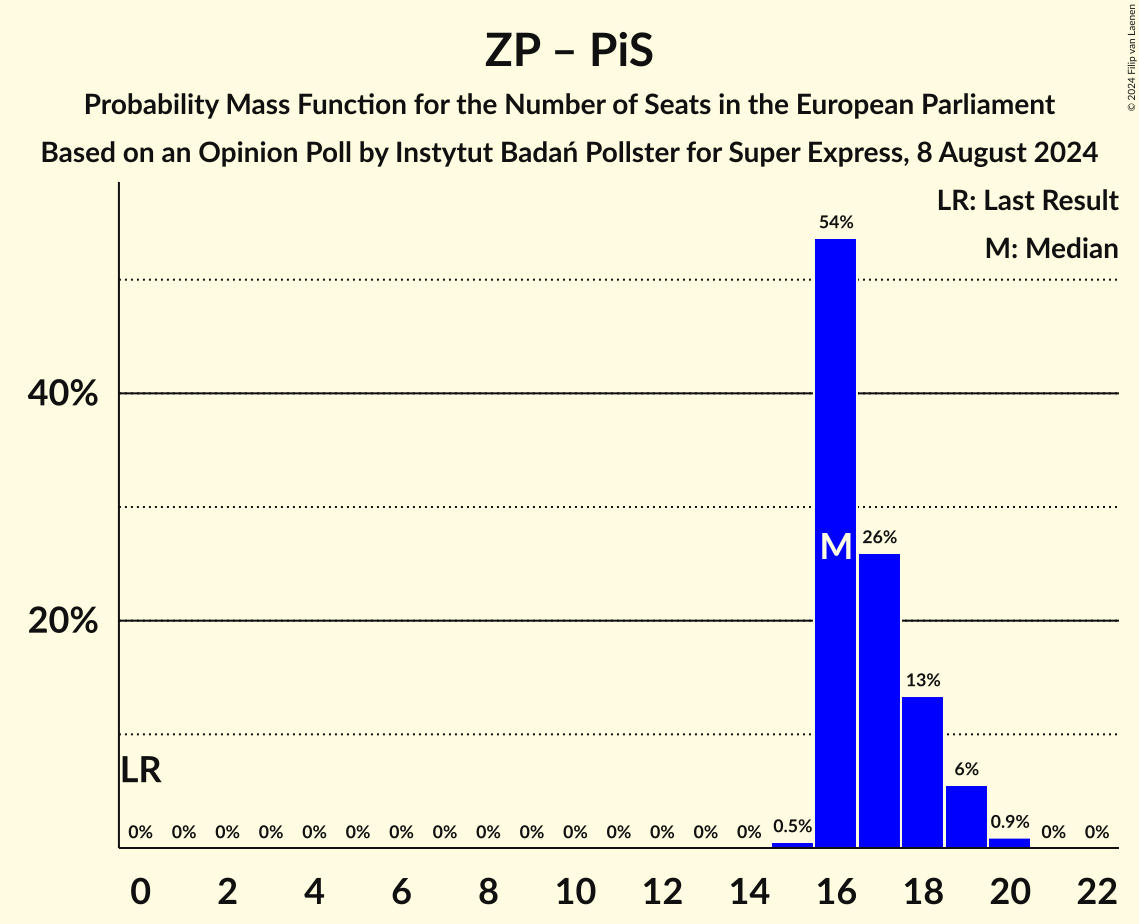 ZP – PiS
Probability Mass Function for the Number of Seats in the European Parliament
Based on an Opinion Poll by Instytut Badań Pollster for Super Express, 8 August 2024
© 2024 Filip van Laenen
LR: Last Result
M: Median
54%
40%
M
26%
20%
13%
LR
6%
0% 0% 0% 0% 0% 0% 0% 0% 0% 0% 0% 0% 0% 0% 0% 0.5% 0.9% 0% 0%
0 2 4 6 8 10 12 14 16 18 20 22